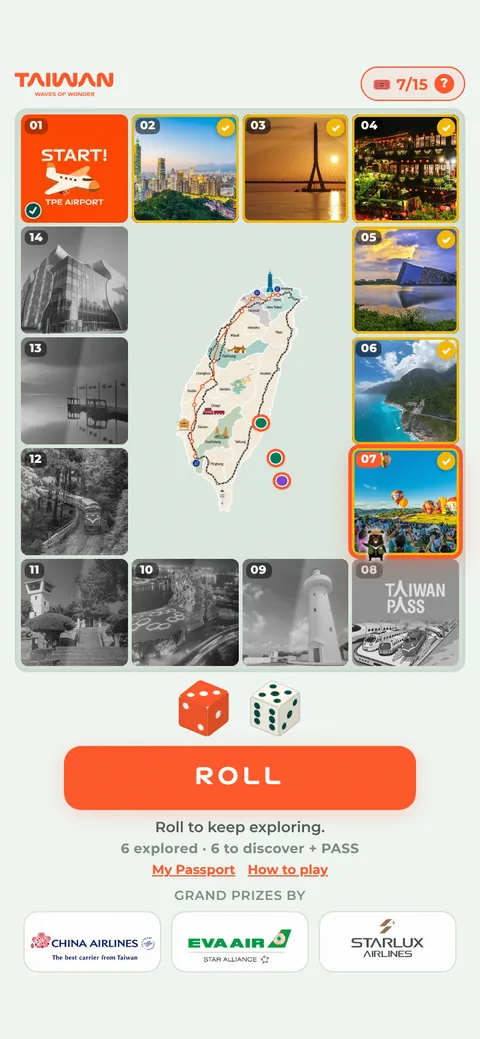 TAIWAN
WAVES OF WONDER
7/15
?
01
START!
TPE AIRPORT
02
03
04
14
05
13
06
12
07
11
10
09
08
TAIWAN
PASS
ROLL
Roll to keep exploring.
6 explored · 6 to discover + PASS
My Passport How to play
GRAND PRIZES BY
CHINA AIRLINES
The best carrier from Taiwan
EVA AIR
STAR ALLIANCE
STARLUX
AIRLINES